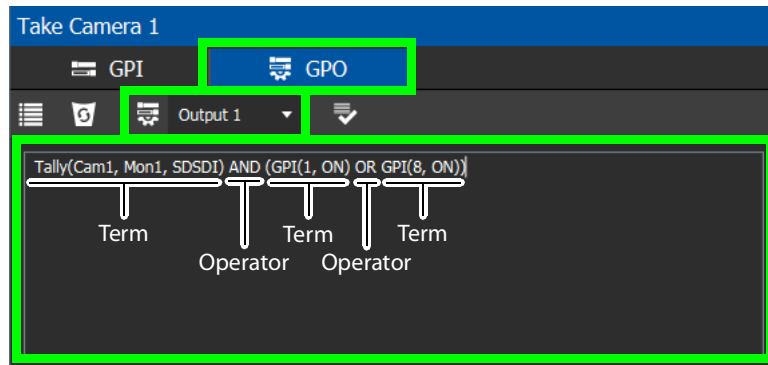 Take Camera 1
GPI GPO
Output 1
Tally(Cam1, Mon1, SDSDI) AND (GPI(1, ON) OR GPI(8, ON))
Term Term Term
Operator Operator